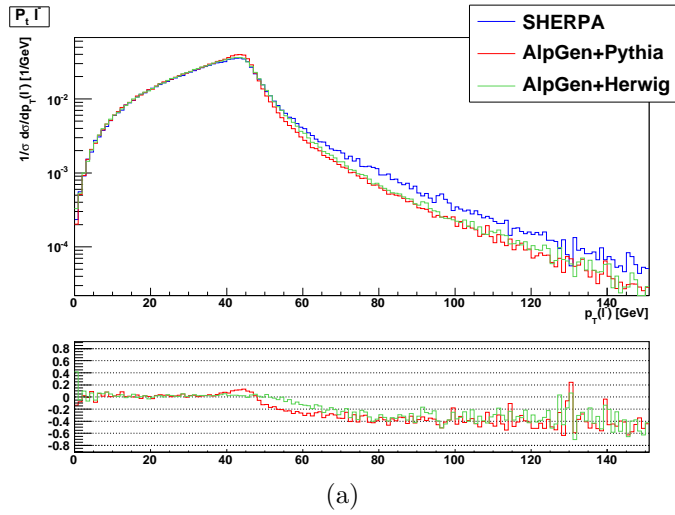 P_t l^-
SHERPA
AlpGen+Pythia
AlpGen+Herwig
1/σ dσ/dp_T(l^-) [1/GeV]
10^-2
10^-3
10^-4
0 20 40 60 80 100 120 140
p_T(l^-) [GeV]
0.8
0.6
0.4
0.2
0
-0.2
-0.4
-0.6
-0.8
0 20 40 60 80 100 120 140
(a)